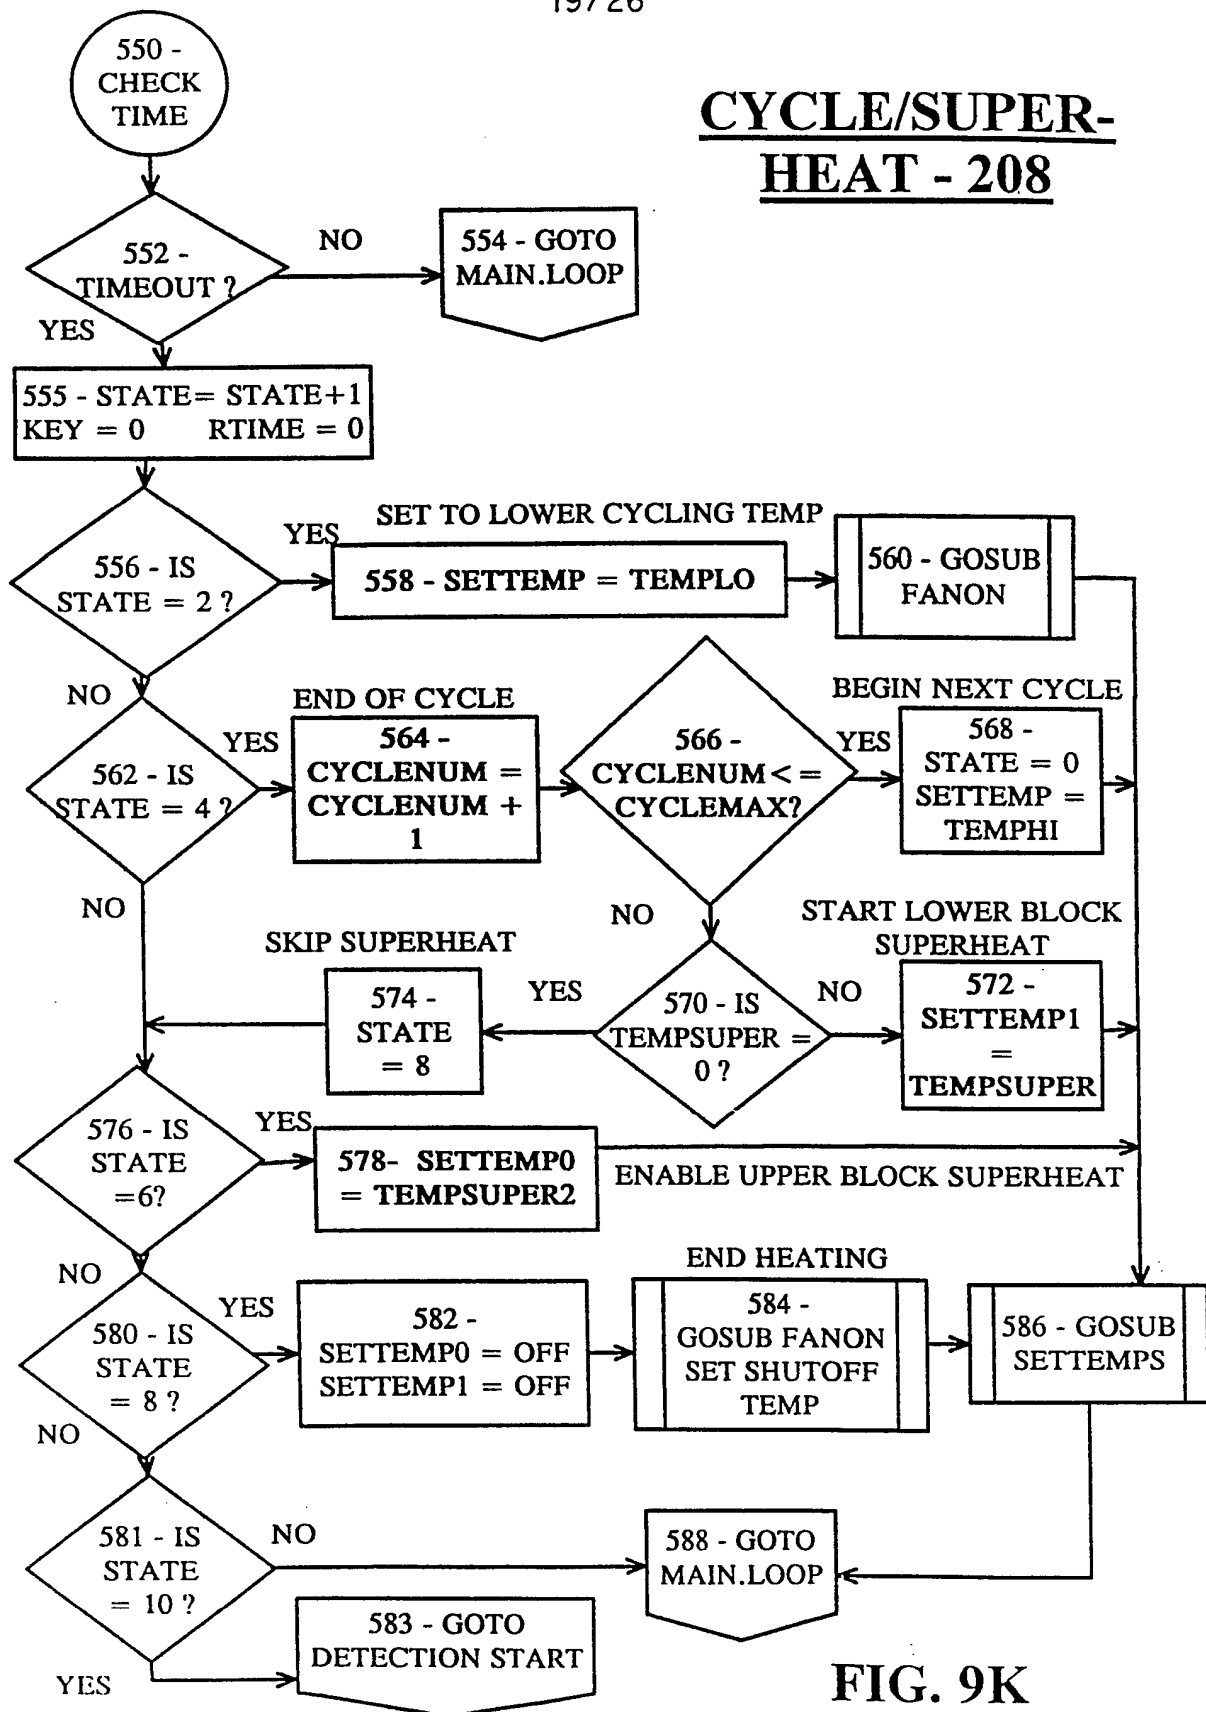 19/26
CYCLE/SUPER-
HEAT - 208
550 -
CHECK
TIME
552 -
TIMEOUT ?
NO
554 - GOTO
MAIN.LOOP
YES
555 - STATE= STATE+1
KEY = 0 RTIME = 0
556 - IS
STATE = 2 ?
YES
SET TO LOWER CYCLING TEMP
558 - SETTEMP = TEMPLO
560 - GOSUB
FANON
NO
562 - IS
STATE = 4 ?
YES
END OF CYCLE
564 -
CYCLENUM =
CYCLENUM +
1
566 -
CYCLENUM < =
CYCLEMAX?
YES
BEGIN NEXT CYCLE
568 -
STATE = 0
SETTEMP =
TEMPHI
NO
NO
START LOWER BLOCK
SUPERHEAT
570 - IS
TEMPSUPER =
0 ?
NO
572 -
SETTEMP1
=
TEMPSUPER
YES
SKIP SUPERHEAT
574 -
STATE
= 8
576 - IS
STATE
=6?
YES
578- SETTEMP0
= TEMPSUPER2
ENABLE UPPER BLOCK SUPERHEAT
NO
580 - IS
STATE
= 8 ?
YES
582 -
SETTEMP0 = OFF
SETTEMP1 = OFF
END HEATING
584 -
GOSUB FANON
SET SHUTOFF
TEMP
586 - GOSUB
SETTEMPS
NO
581 - IS
STATE
= 10 ?
NO
588 - GOTO
MAIN.LOOP
YES
583 - GOTO
DETECTION START
FIG. 9K